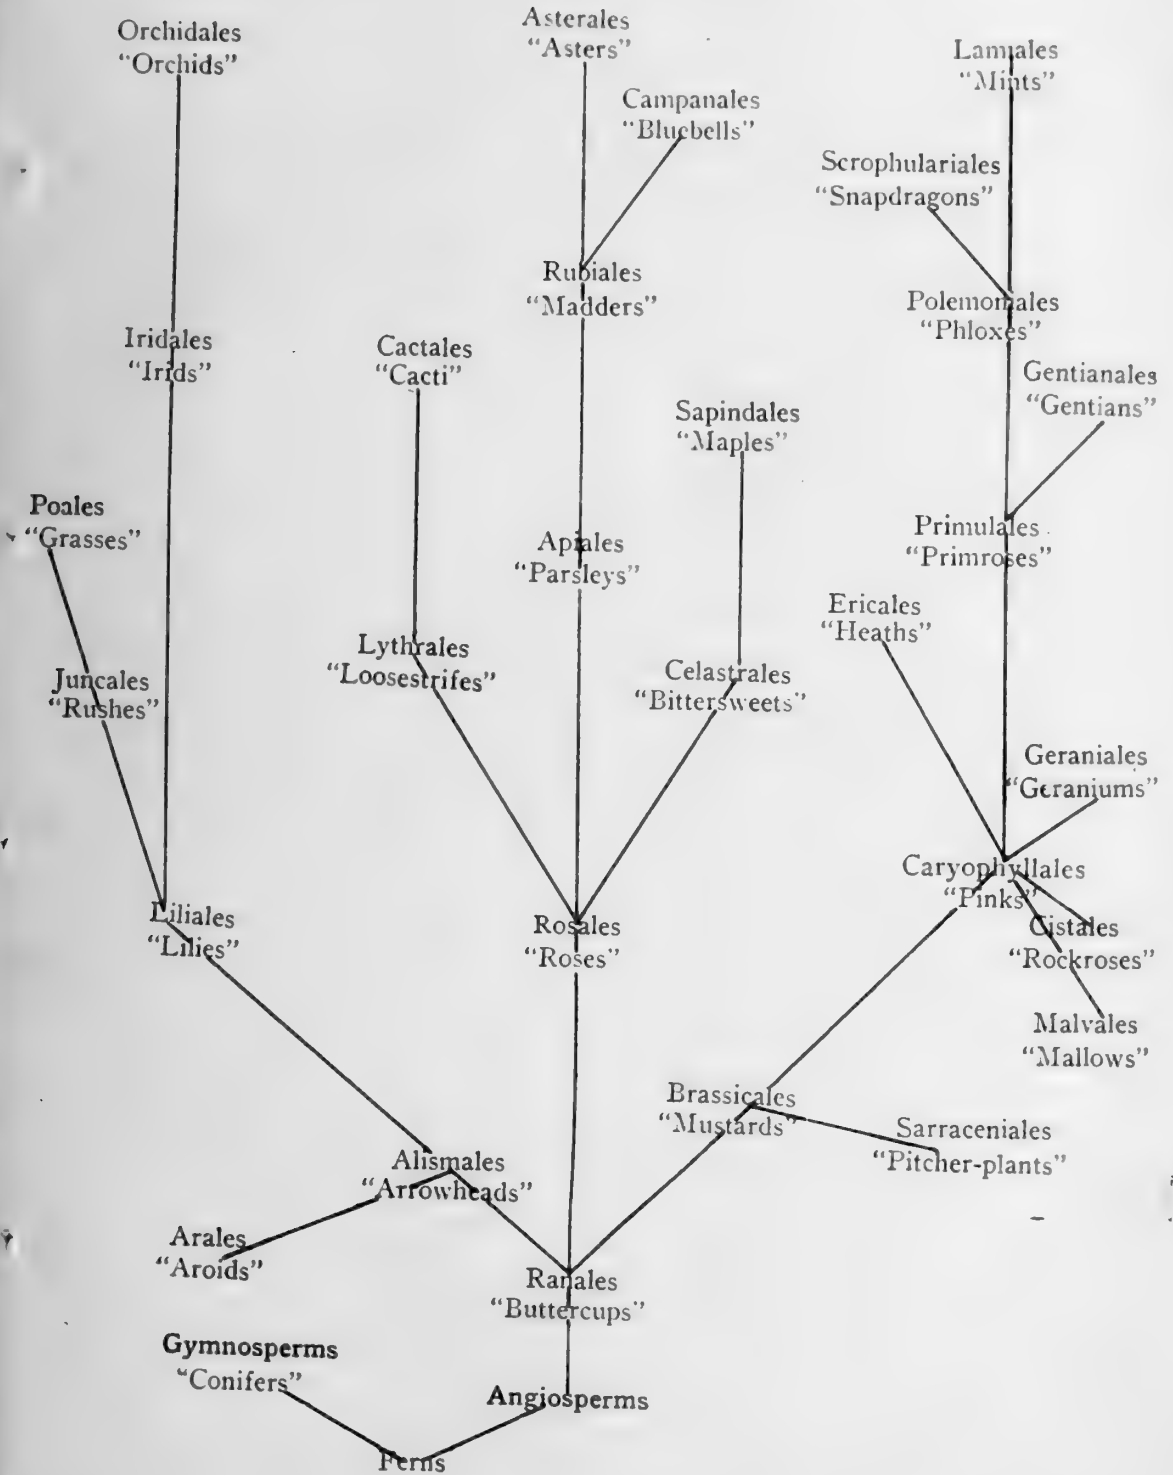 Orchidales
“Orchids”
Asterales
“Asters”
Campanales
“Bluebells”
Lamiales
“Mints”
Scrophulariales
“Snapdragons”
Rubiales
“Madders”
Polemoniales
“Phloxes”
Iridales
“Irids”
Cactales
“Cacti”
Gentianales
“Gentians”
Sapindales
“Maples”
Poales
“Grasses”
Apiales
“Parsleys”
Primulales
“Primroses”
Ericales
“Heaths”
Juncales
“Rushes”
Lythrales
“Loosestrifes”
Celastrales
“Bittersweets”
Geraniales
“Geraniums”
Caryophyllales
“Pinks”
Liliales
“Lilies”
Rosales
“Roses”
Cistales
“Rockroses”
Malvales
“Mallows”
Brassicales
“Mustards”
Sarraceniales
“Pitcher-plants”
Alismales
“Arrowheads”
Arales
“Aroids”
Ranales
“Buttercups”
Gymnosperms
“Conifers”
Angiosperms
Ferns